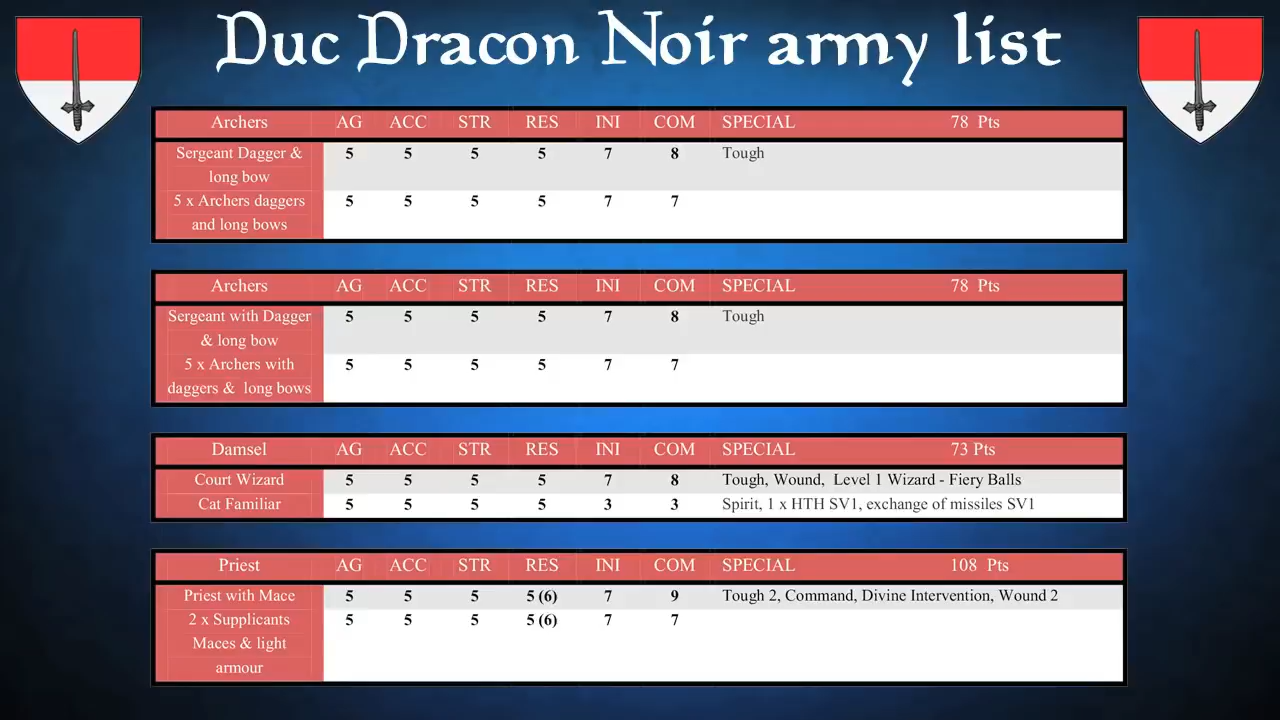 Duc Dracon Noir army list
Archers AG ACC STR RES INI COM SPECIAL 78 Pts
Sergeant Dagger & 5 5 5 5 7 8 Tough
long bow
5 x Archers daggers 5 5 5 5 7 7
and long bows
Archers AG ACC STR RES INI COM SPECIAL 78 Pts
Sergeant with Dagger 5 5 5 5 7 8 Tough
& long bow
5 x Archers with 5 5 5 5 7 7
daggers & long bows
Damsel AG ACC STR RES INI COM SPECIAL 73 Pts
Court Wizard 5 5 5 5 7 8 Tough, Wound, Level 1 Wizard - Fiery Balls
Cat Familiar 5 5 5 5 3 3 Spirit, 1 x HTH SV1, exchange of missiles SV1
Priest AG ACC STR RES INI COM SPECIAL 108 Pts
Priest with Mace 5 5 5 5 (6) 7 9 Tough 2, Command, Divine Intervention, Wound 2
2 x Supplicants 5 5 5 5 (6) 7 7
Maces & light
armour